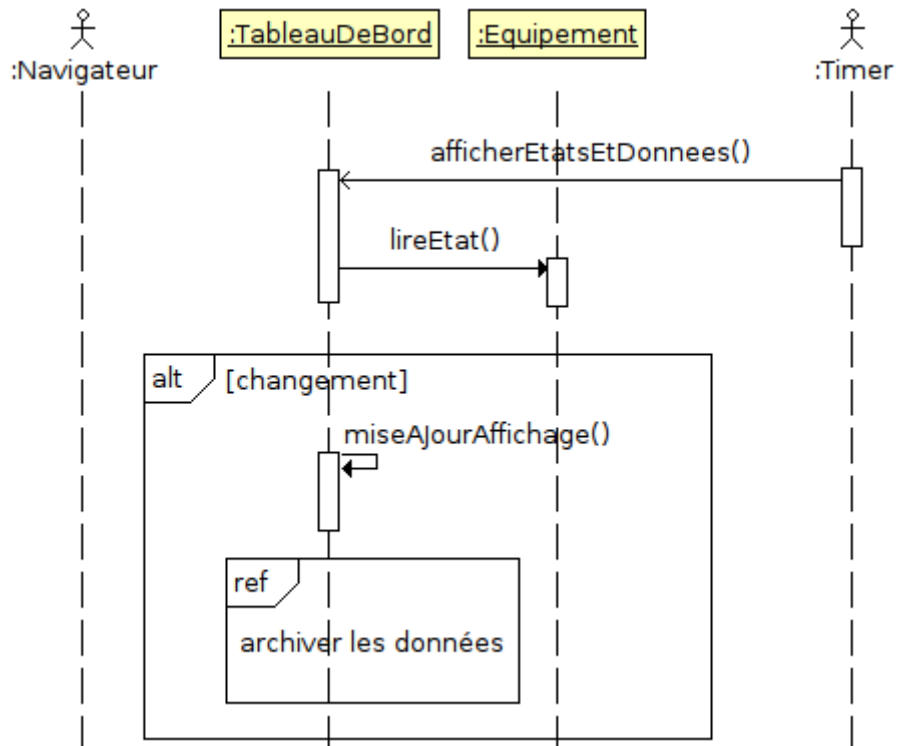 :Navigateur
:TableauDeBord
:Equipement
:Timer
afficherEtatsEtDonnees()
lireEtat()
alt
[changement]
miseAJourAffichage()
ref
archiver les données